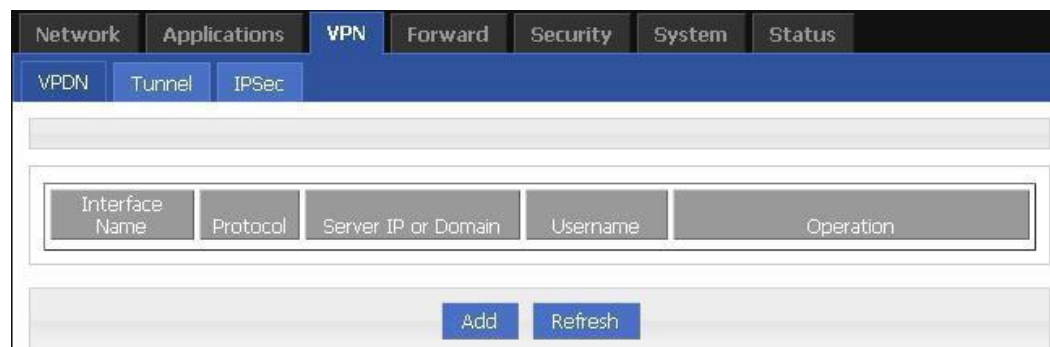 Network Applications VPN Forward Security System Status
VPDN Tunnel IPSec
Interface Name Protocol Server IP or Domain Username Operation
Add Refresh